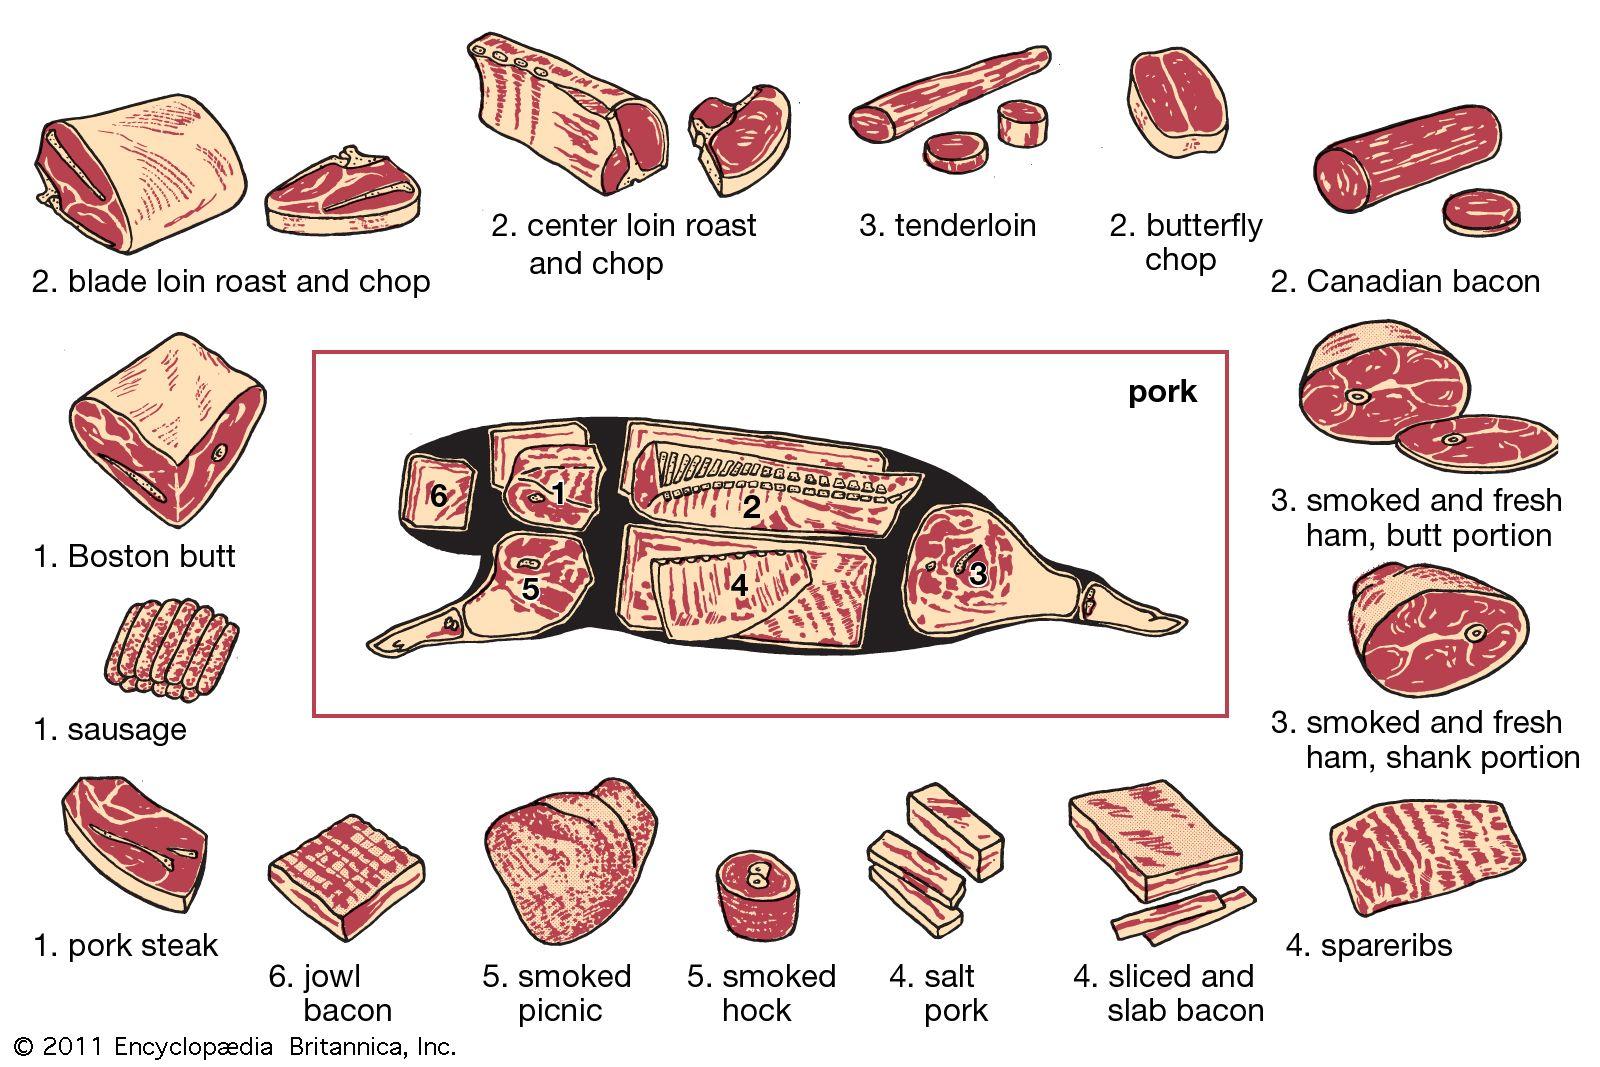 2. center loin roast
and chop
3. tenderloin
2. butterfly
chop
2. blade loin roast and chop
2. Canadian bacon
pork
6
1
2
5
4
3
1. Boston butt
3. smoked and fresh
ham, butt portion
1. sausage
3. smoked and fresh
ham, shank portion
1. pork steak
6. jowl
bacon
5. smoked
picnic
5. smoked
hock
4. salt
pork
4. sliced and
slab bacon
4. spareribs
© 2011 Encyclopædia Britannica, Inc.